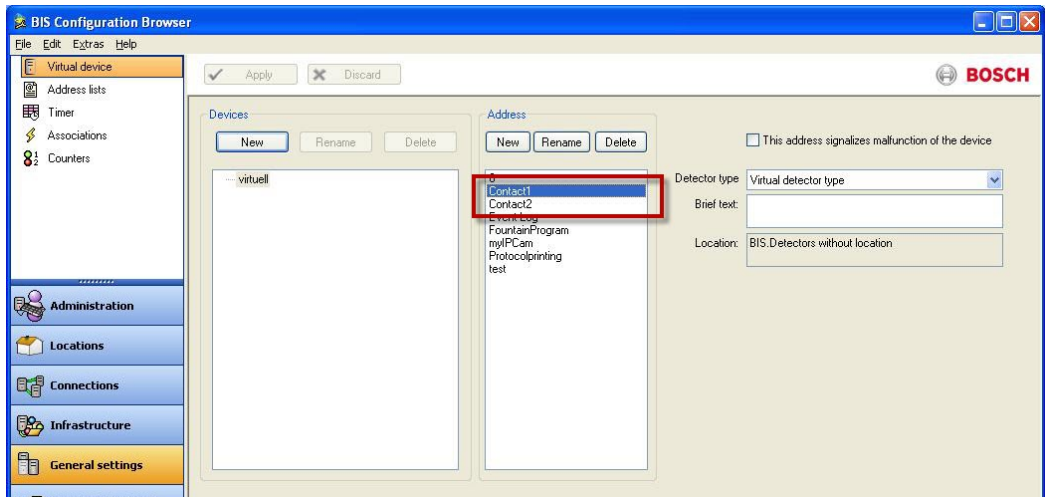 BIS Configuration Browser
File Edit Extras Help
Virtual device
Address lists
Timer
Associations
Counters
Administration
Locations
Connections
Infrastructure
General settings
Apply Discard
BOSCH
Devices
New Rename Delete
virtuell
Address
New Rename Delete
Contact1
Contact2
Event Log
FountainProgram
myIPCam
Protocolprinting
test
This address signalizes malfunction of the device
Detector type Virtual detector type
Brief text:
Location: BIS.Detectors without location